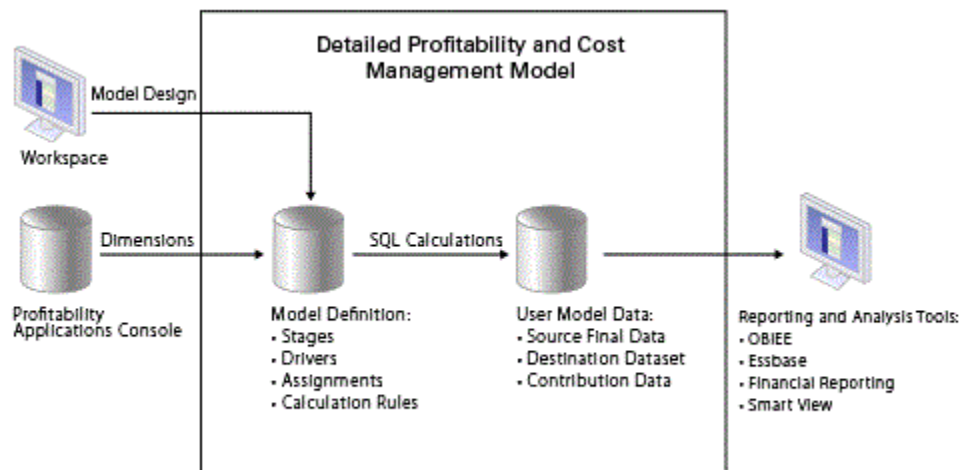 Detailed Profitability and Cost
Management Model
Model Design
Workspace
Dimensions
SQL Calculations
Profitability
Applications Console
Model Definition:
• Stages
• Drivers
• Assignments
• Calculation Rules
User Model Data:
• Source Final Data
• Destination Dataset
• Contribution Data
Reporting and Analysis Tools:
• OBIEE
• Essbase
• Financial Reporting
• Smart View